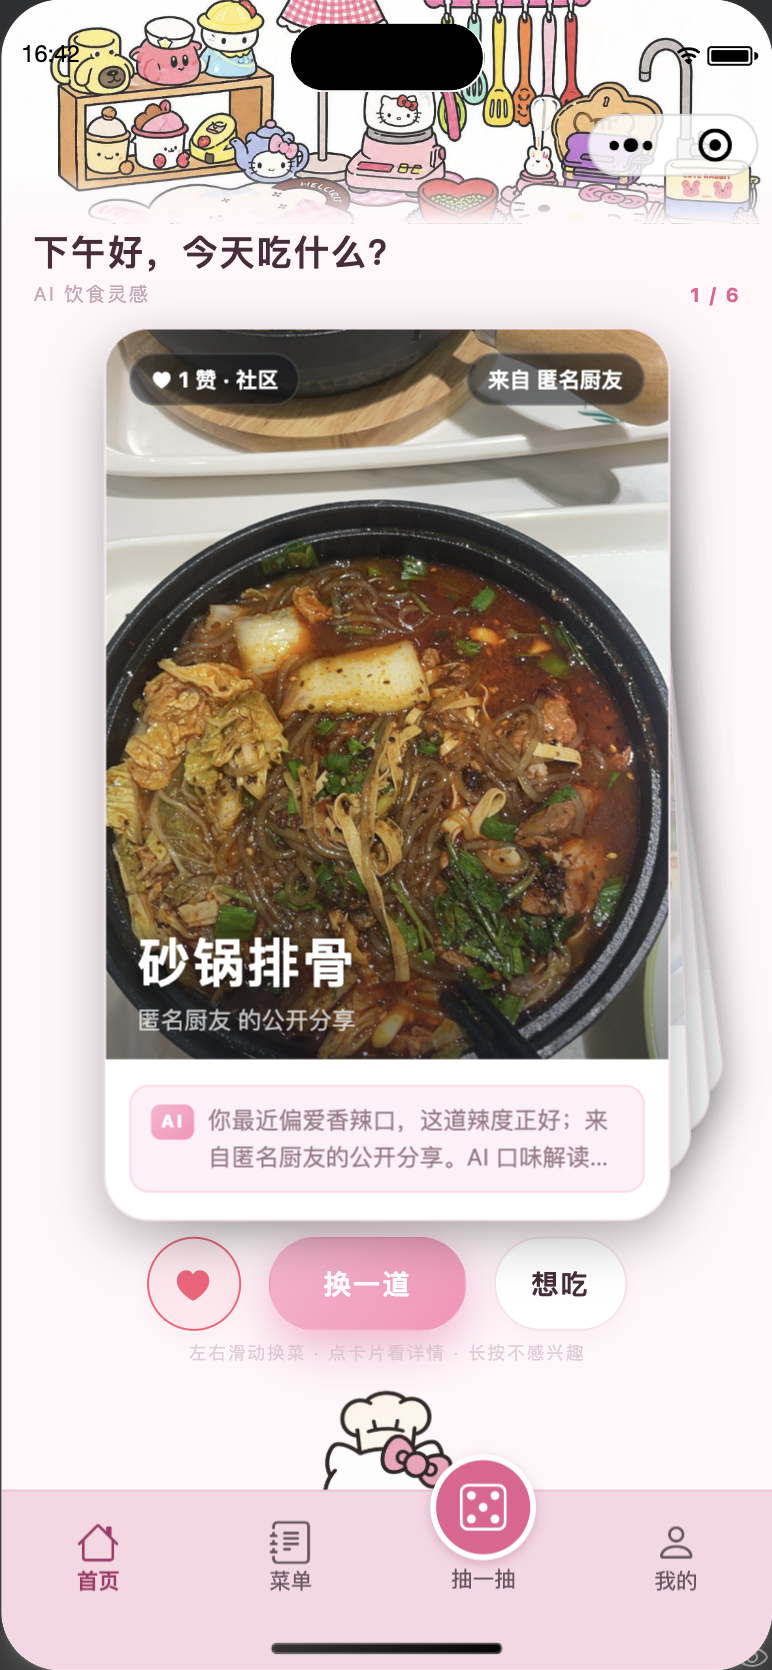 16:42
下午好，今天吃什么？
AI 饮食灵感
1 / 6
1 赞 · 社区
来自 匿名厨友
砂锅排骨
匿名厨友 的公开分享
AI
你最近偏爱香辣口，这道辣度正好；来
自匿名厨友的公开分享。AI 口味解读...
换一道
想吃
左右滑动换菜 · 点卡片看详情 · 长按不感兴趣
首页
菜单
抽一抽
我的